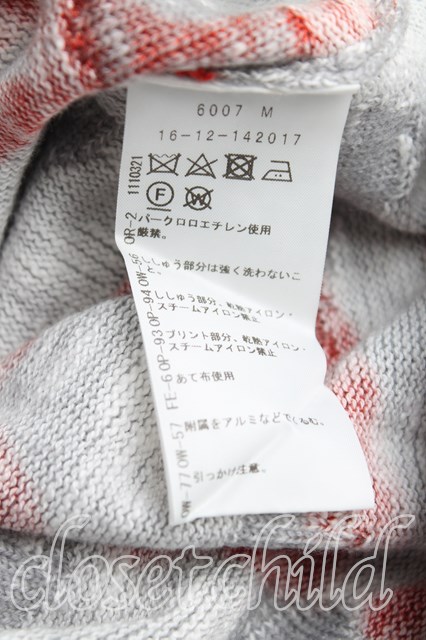 6007 M
16-12-142017
F W
パークロロエチレン使用
厳禁。
ししゅう部分は強く洗わないこ
と。
ししゅう部分、乾熱アイロン・
スチームアイロン禁止
プリント部分、乾熱アイロン・
スチームアイロン禁止
あて布使用
附属をアルミなどでくるむ。
引っかけ注意。
1110321
OR-2 OW-56 OP-94 OP-93 FE-6 OW-57 OW-77
closetchild